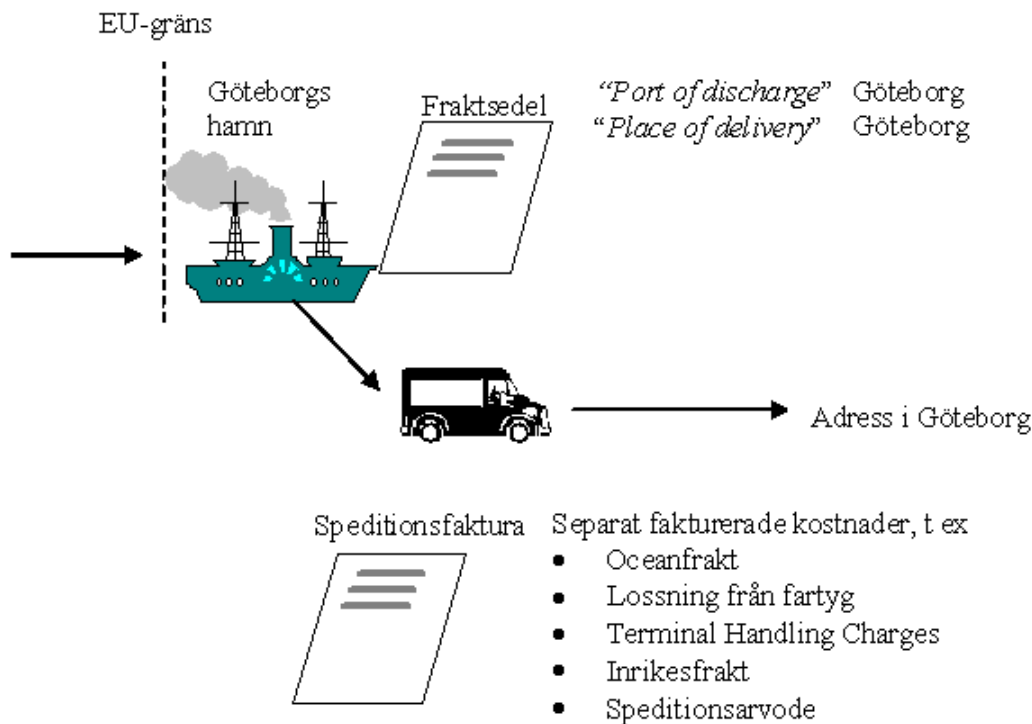 EU-gräns
Göteborgs
hamn
Fraktsedel
“Port of discharge” Göteborg
“Place of delivery” Göteborg
Adress i Göteborg
Speditionsfaktura
Separat fakturerade kostnader, t ex
• Oceanfrakt
• Lossning från fartyg
• Terminal Handling Charges
• Inrikesfrakt
• Speditionsarvode